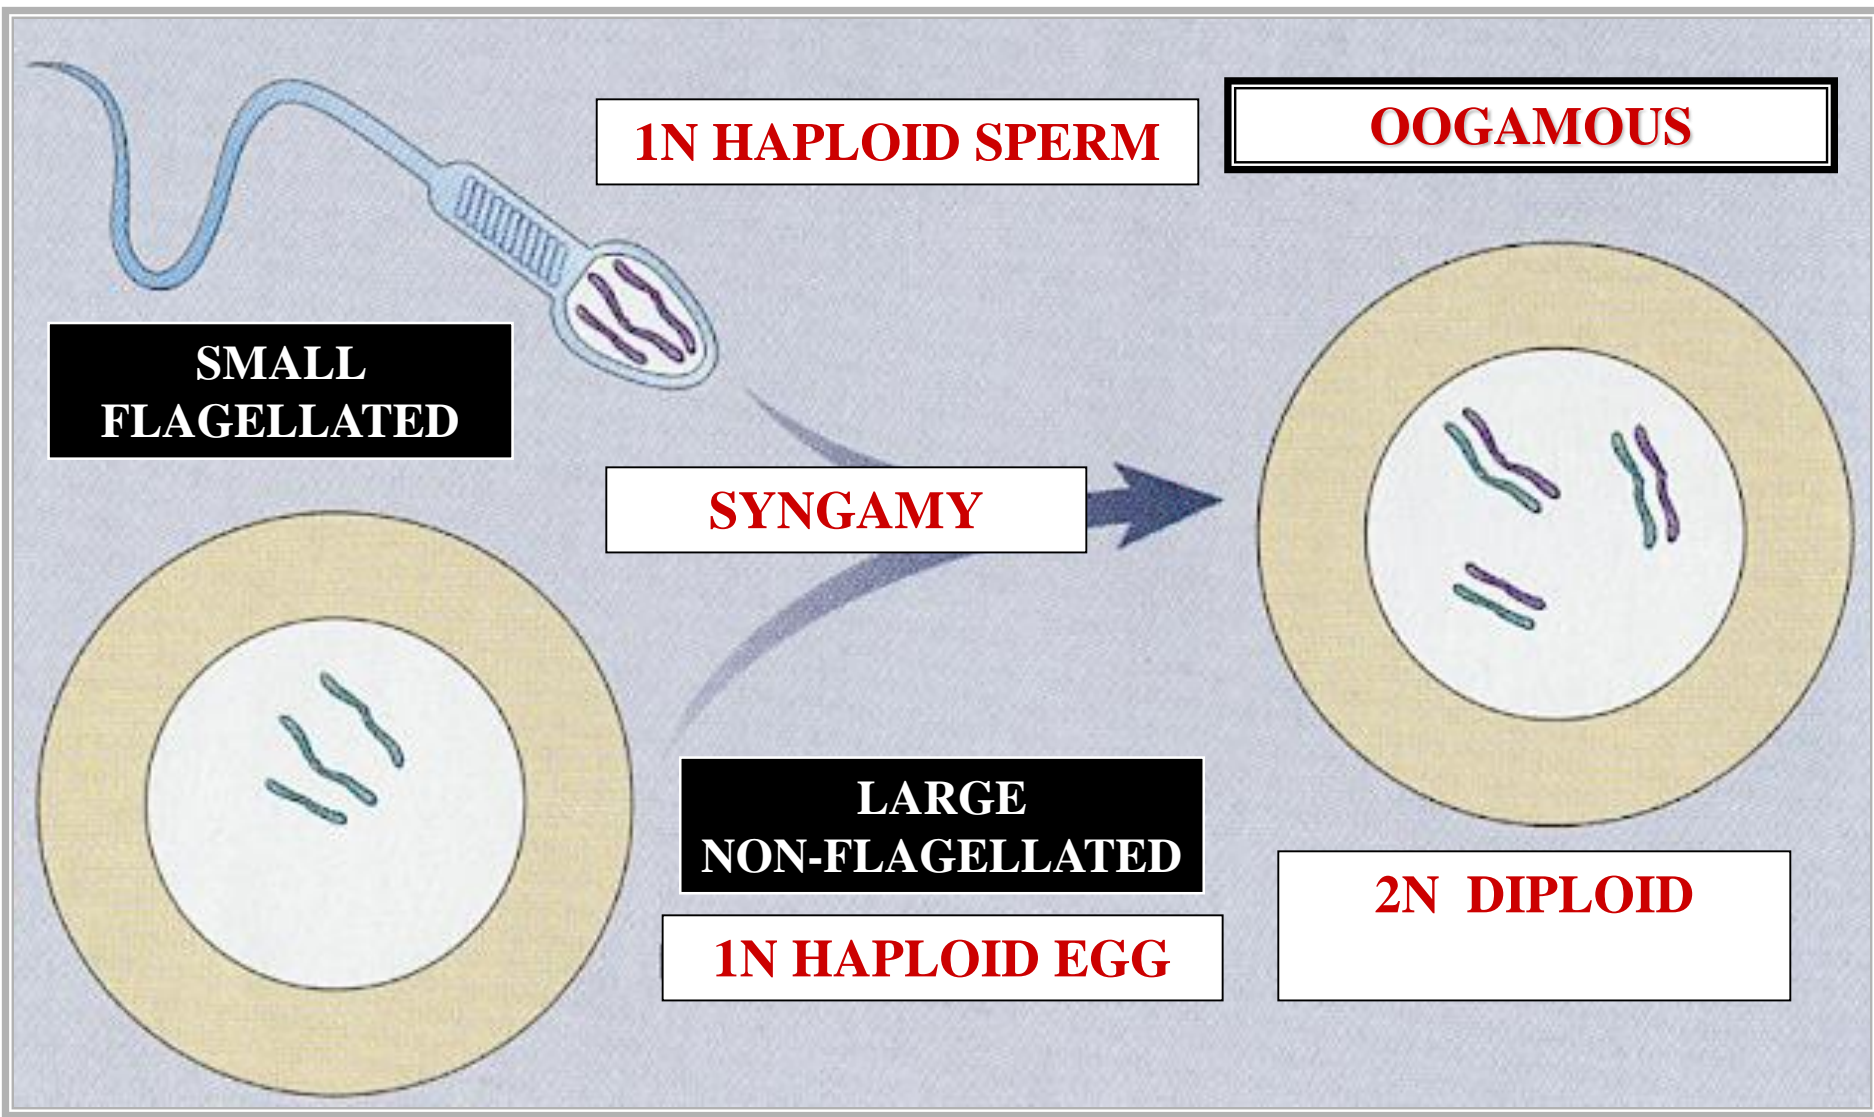 1N HAPLOID SPERM
OOGAMOUS
SMALL
FLAGELLATED
SYNGAMY
LARGE
NON-FLAGELLATED
1N HAPLOID EGG
2N DIPLOID